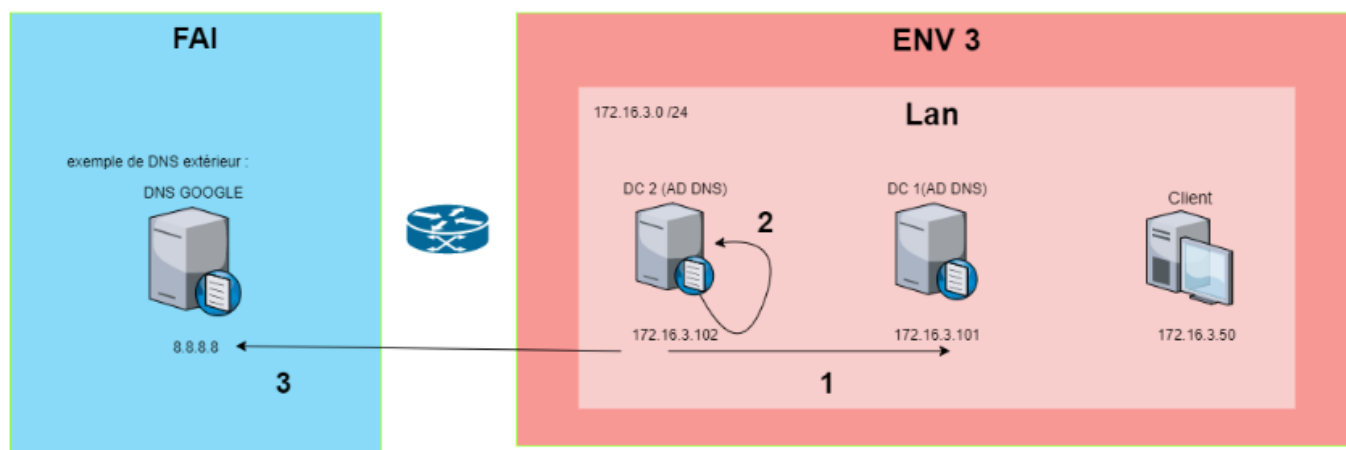 FAI
exemple de DNS extérieur :
DNS GOOGLE
8.8.8.8
3
ENV 3
172.16.3.0 /24
Lan
DC 2 (AD DNS)
2
172.16.3.102
DC 1(AD DNS)
172.16.3.101
1
Client
172.16.3.50